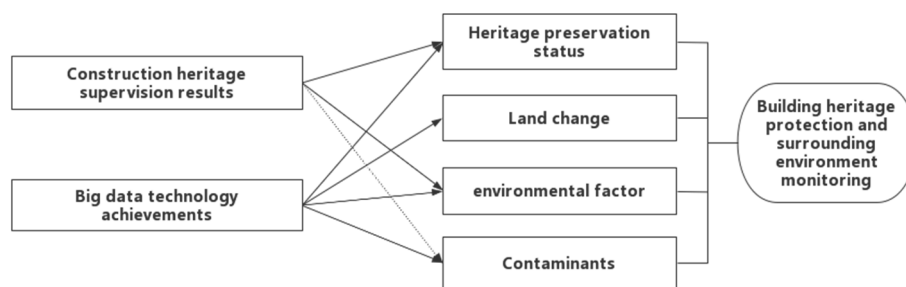 Construction heritage
supervision results
Big data technology
achievements
Heritage preservation
status
Land change
environmental factor
Contaminants
Building heritage
protection and
surrounding
environment
monitoring